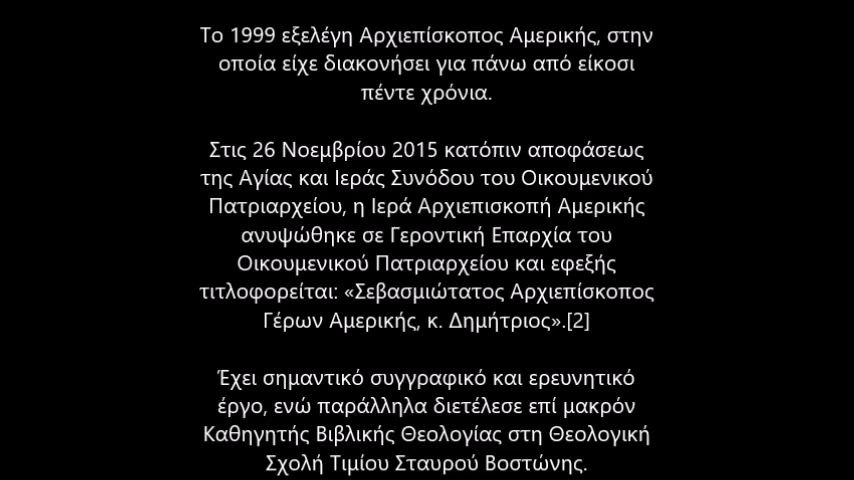 Το 1999 εξελέγη Αρχιεπίσκοπος Αμερικής, στην
οποία είχε διακονήσει για πάνω από είκοσι
πέντε χρόνια.
Στις 26 Νοεμβρίου 2015 κατόπιν αποφάσεως
της Αγίας και Ιεράς Συνόδου του Οικουμενικού
Πατριαρχείου, η Ιερά Αρχιεπισκοπή Αμερικής
ανυψώθηκε σε Γεροντική Επαρχία του
Οικουμενικού Πατριαρχείου και εφεξής
τιτλοφορείται: «Σεβασμιώτατος Αρχιεπίσκοπος
Γέρων Αμερικής, κ. Δημήτριος».[2]
Έχει σημαντικό συγγραφικό και ερευνητικό
έργο, ενώ παράλληλα διετέλεσε επί μακρόν
Καθηγητής Βιβλικής Θεολογίας στη Θεολογική
Σχολή Τιμίου Σταυρού Βοστώνης.